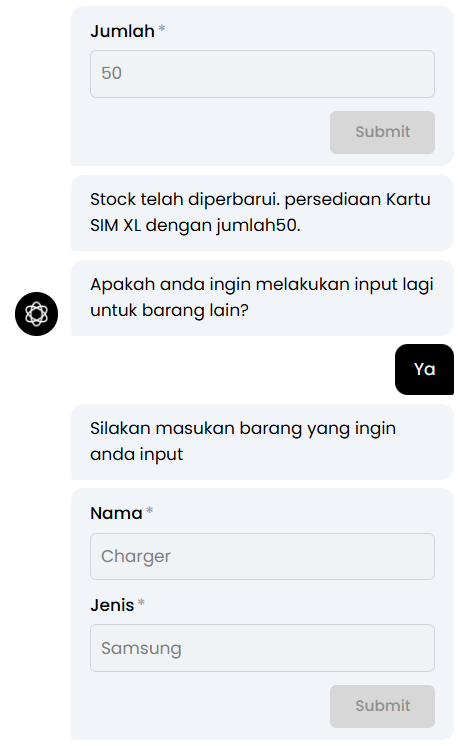 Jumlah *
50
Submit
Stock telah diperbarui. persediaan Kartu
SIM XL dengan jumlah50.
Apakah anda ingin melakukan input lagi
untuk barang lain?
Ya
Silakan masukan barang yang ingin
anda input
Nama *
Charger
Jenis *
Samsung
Submit